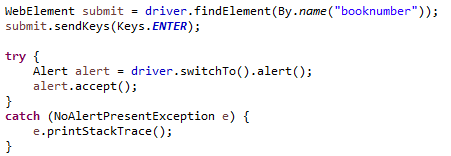 WebElement submit = driver.findElement(By.name("booknumber"));
submit.sendKeys(Keys.ENTER);

try {
    Alert alert = driver.switchTo().alert();
    alert.accept();
}
catch (NoAlertPresentException e) {
    e.printStackTrace();
}